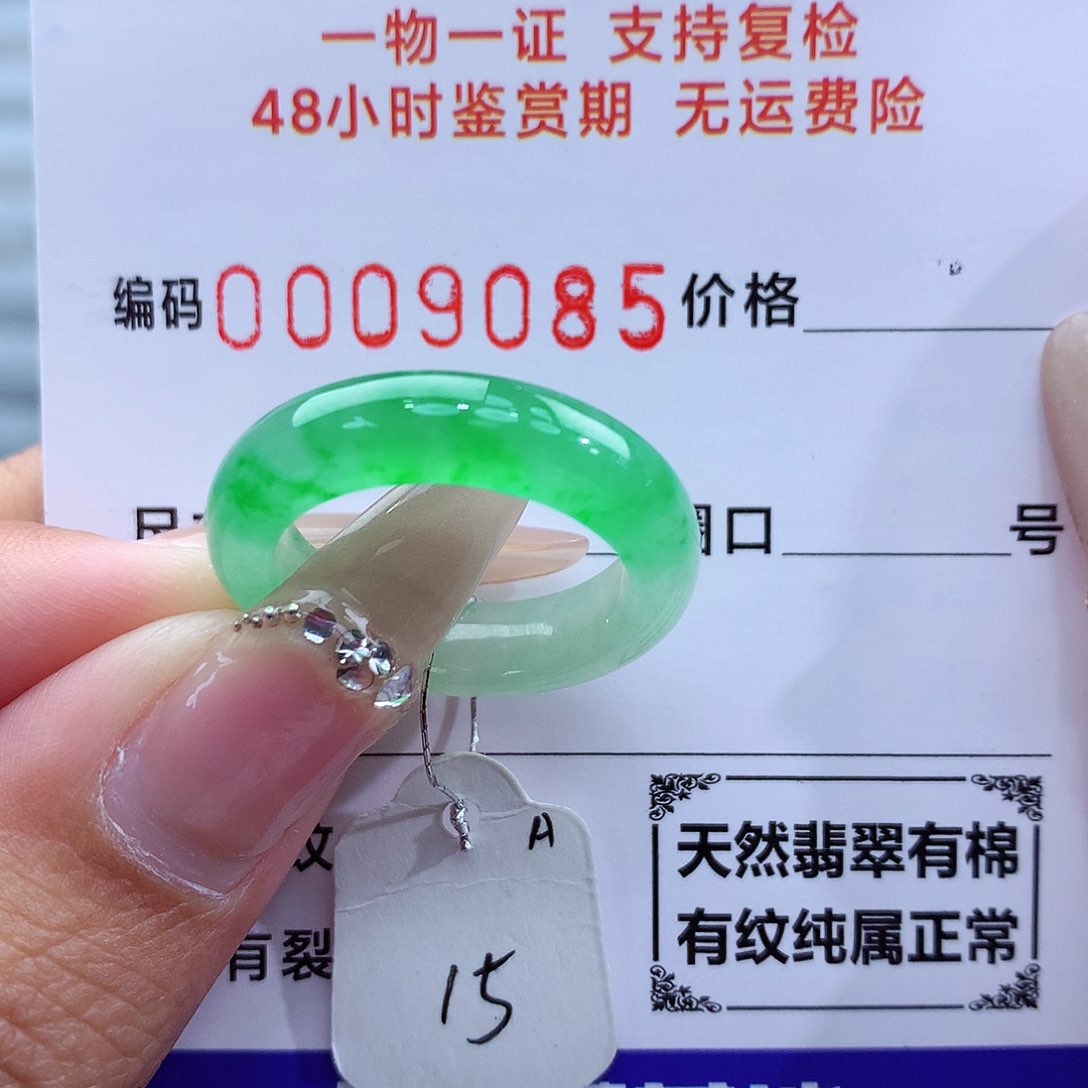 一物一证 支持复检
48小时鉴赏期 无运费险
编码 0009085 价格
口 号
A
15
有裂
天然翡翠有棉
有纹纯属正常